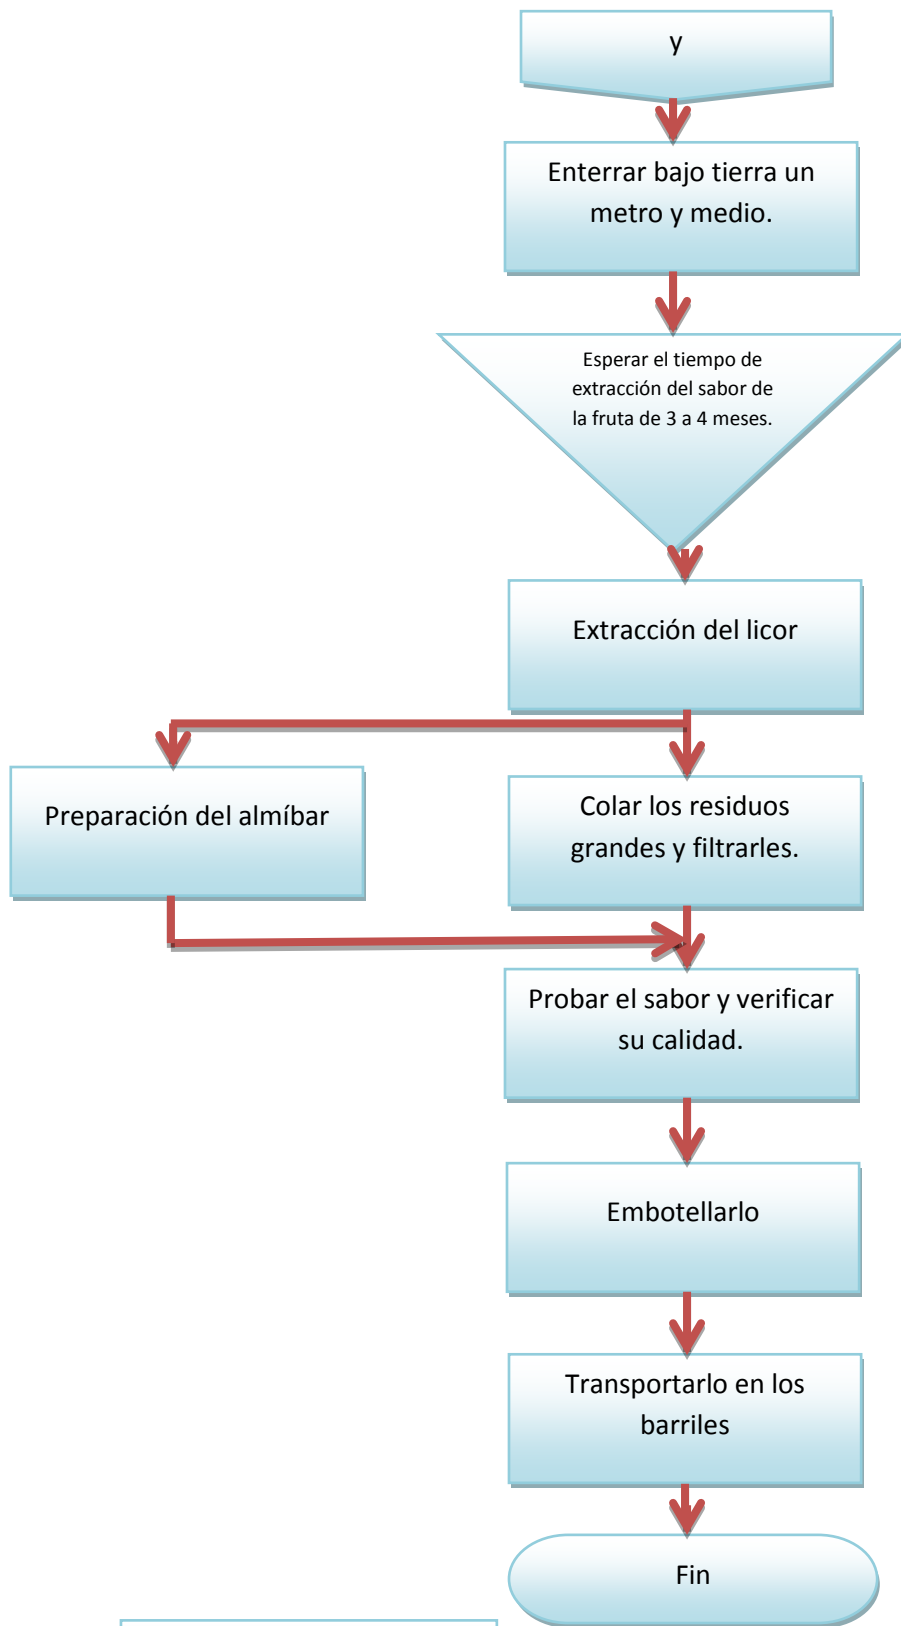 y
Enterrar bajo tierra un
metro y medio.
Esperar el tiempo de
extracción del sabor de
la fruta de 3 a 4 meses.
Extracción del licor
Preparación del almíbar
Colar los residuos
grandes y filtrarles.
Probar el sabor y verificar
su calidad.
Embotellarlo
Transportarlo en los
barriles
Fin